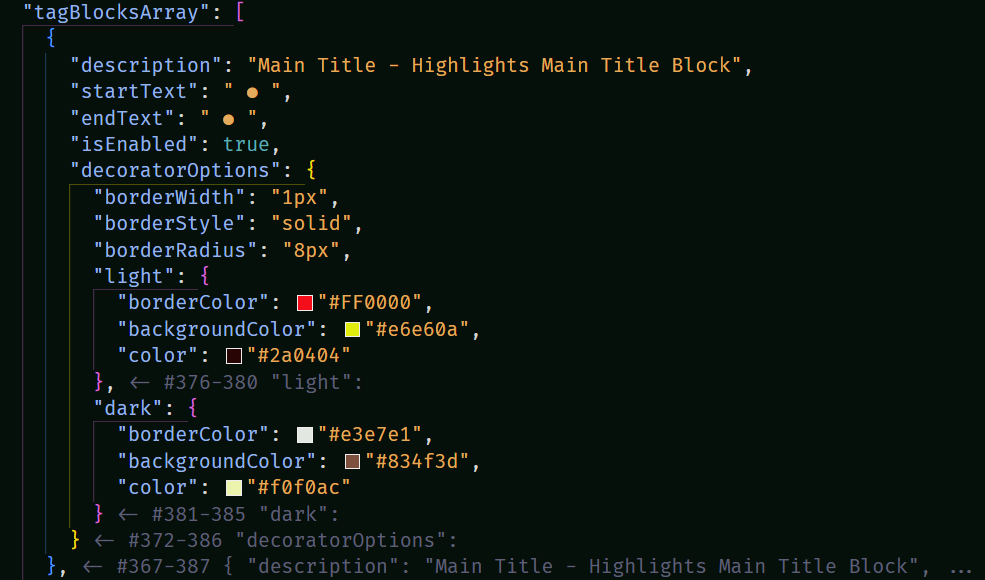 "tagBlocksArray": [
{
"description": "Main Title - Highlights Main Title Block",
"startText": " ● ",
"endText": " ● ",
"isEnabled": true,
"decoratorOptions": {
"borderWidth": "1px",
"borderStyle": "solid",
"borderRadius": "8px",
"light": {
"borderColor": "#FF0000",
"backgroundColor": "#e6e60a",
"color": "#2a0404"
}, <- #376-380 "light":
"dark": {
"borderColor": "#e3e7e1",
"backgroundColor": "#834f3d",
"color": "#f0f0ac"
} <- #381-385 "dark":
} <- #372-386 "decoratorOptions":
}, <- #367-387 { "description": "Main Title - Highlights Main Title Block", ...